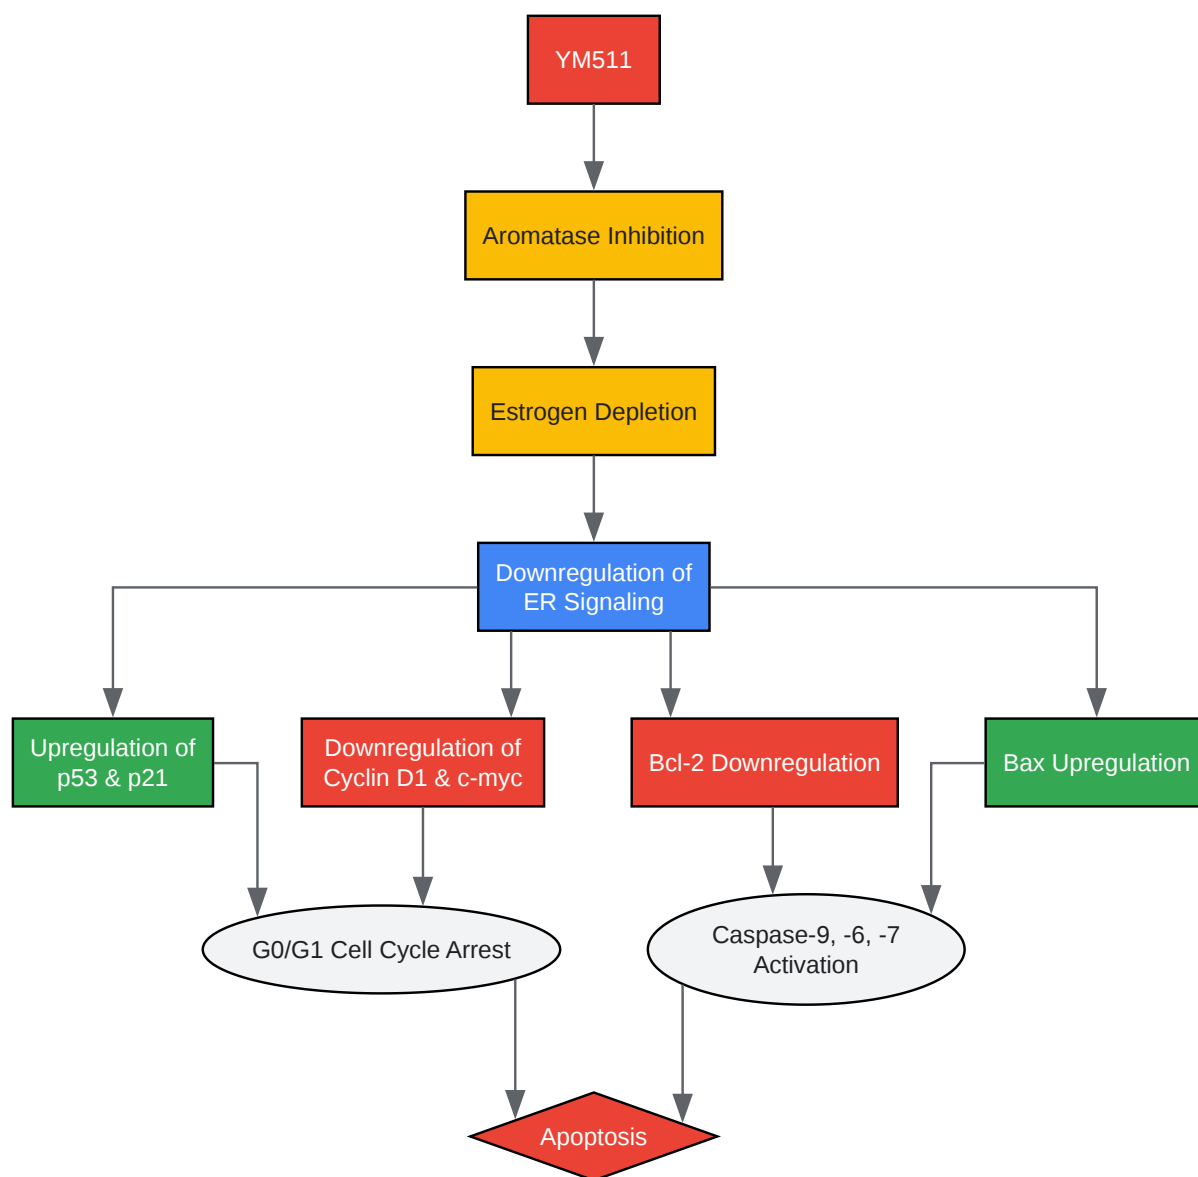 YM511
Aromatase Inhibition
Estrogen Depletion
Downregulation of
ER Signaling
Upregulation of
p53 & p21
Downregulation of
Cyclin D1 & c-myc
Bcl-2 Downregulation
Bax Upregulation
G0/G1 Cell Cycle Arrest
Caspase-9, -6, -7
Activation
Apoptosis